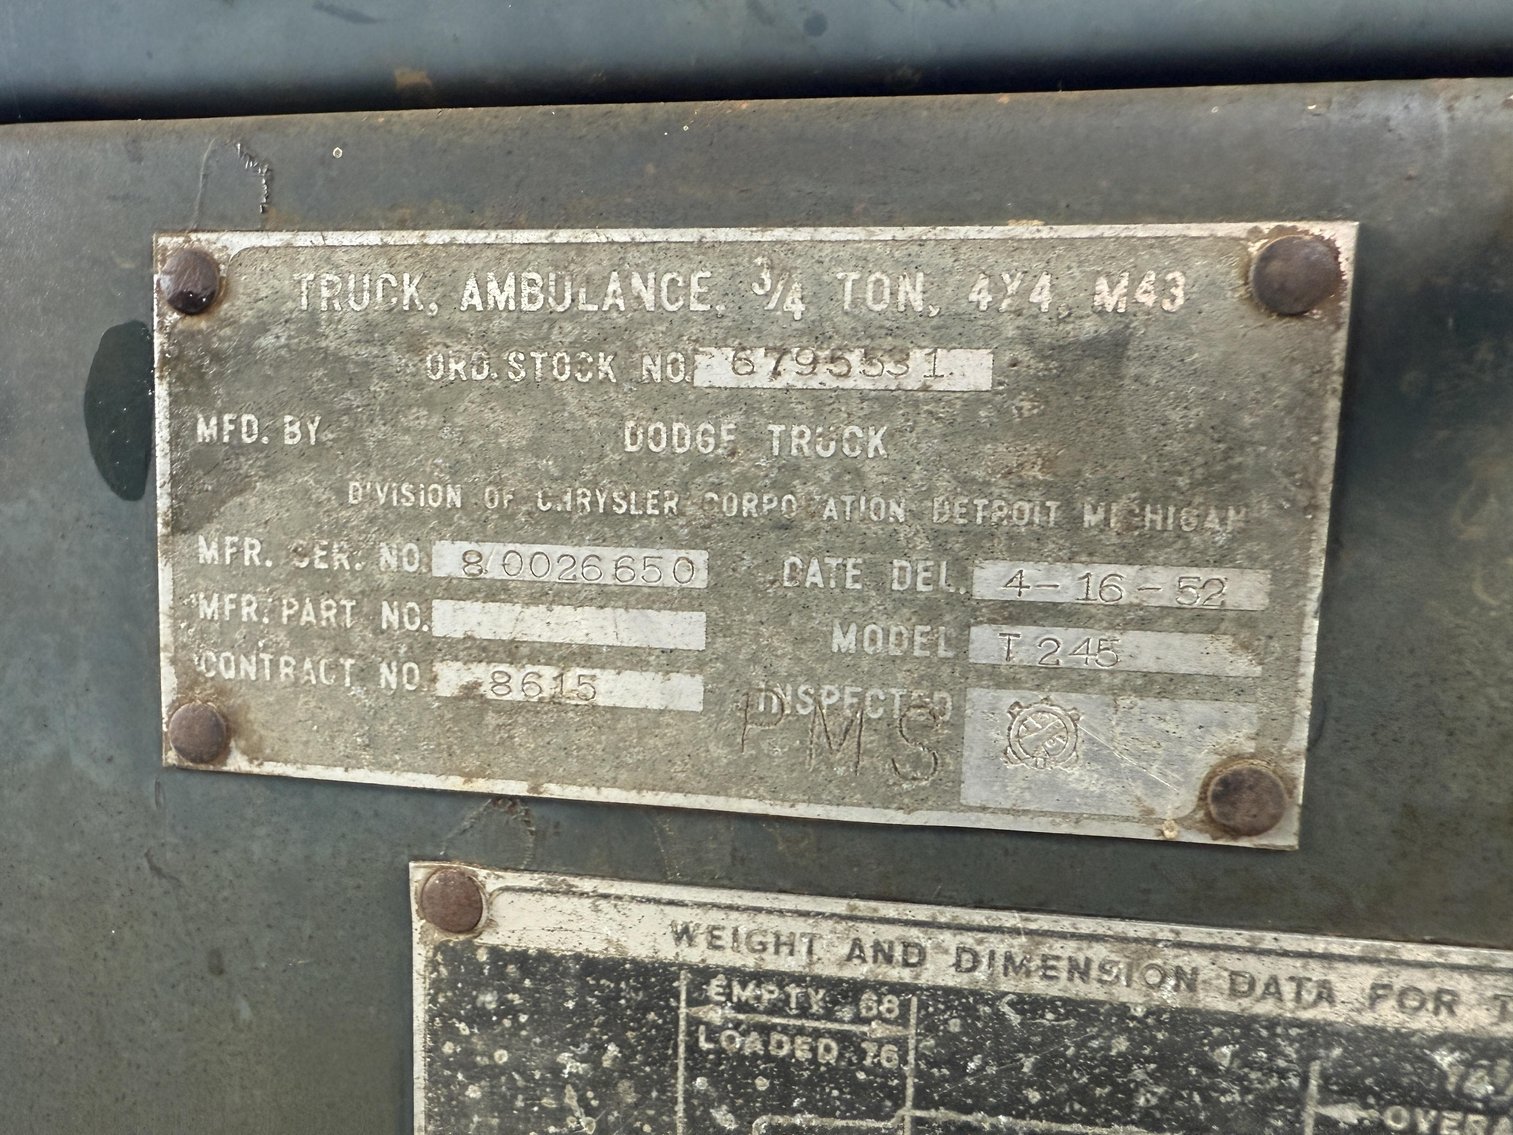 TRUCK, AMBULANCE, 3/4 TON, 4X4, M43
ORD. STOCK NO. 6795531
MFD. BY DODGE TRUCK
DIVISION OF CHRYSLER CORPORATION DETROIT MICHIGAN
MFR. SER. NO. 8/0026650 DATE DEL. 4-16-52
MFR. PART NO. MODEL T245
CONTRACT NO. 8615 INSPECTED
PMS
WEIGHT AND DIMENSION DATA FOR
EMPTY 68
LOADED 76